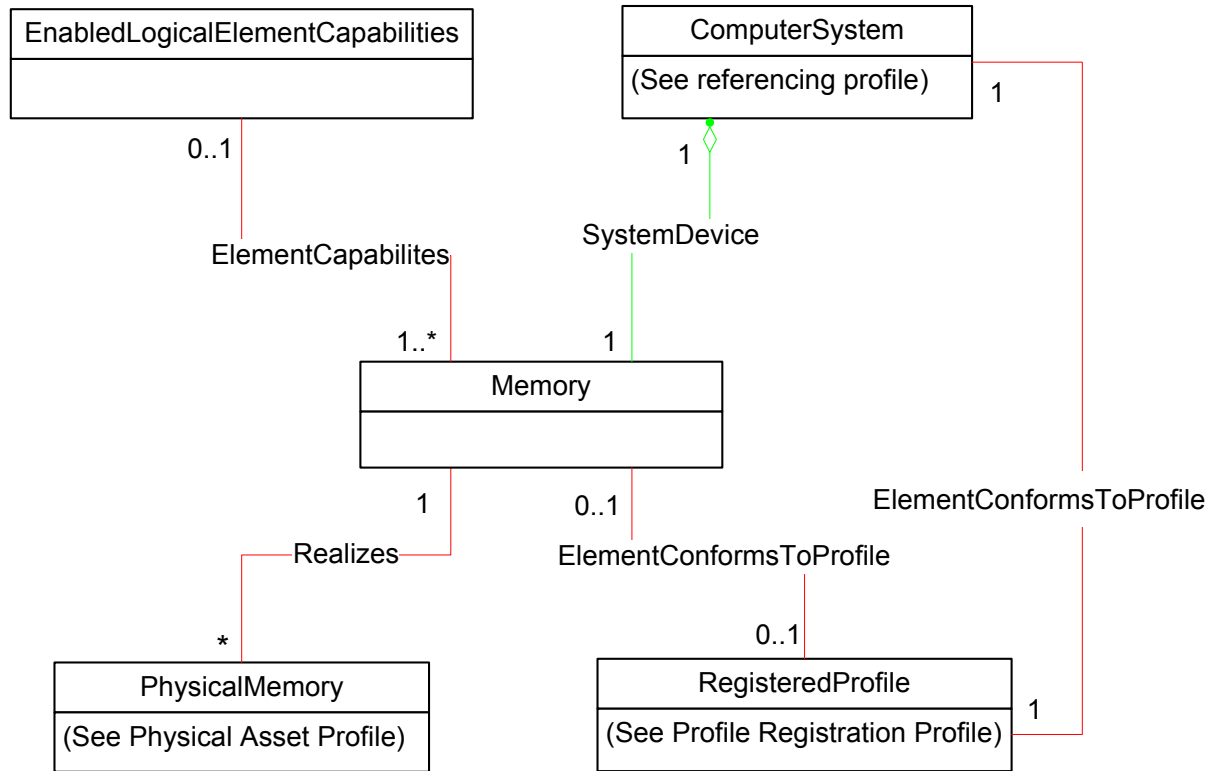 EnabledLogicalElementCapabilities
ComputerSystem
(See referencing profile)
1
0..1
1
SystemDevice
ElementCapabilites
1..*
1
Memory
1
0..1
ElementConformsToProfile
Realizes
ElementConformsToProfile
*
0..1
PhysicalMemory
(See Physical Asset Profile)
RegisteredProfile
(See Profile Registration Profile)
1